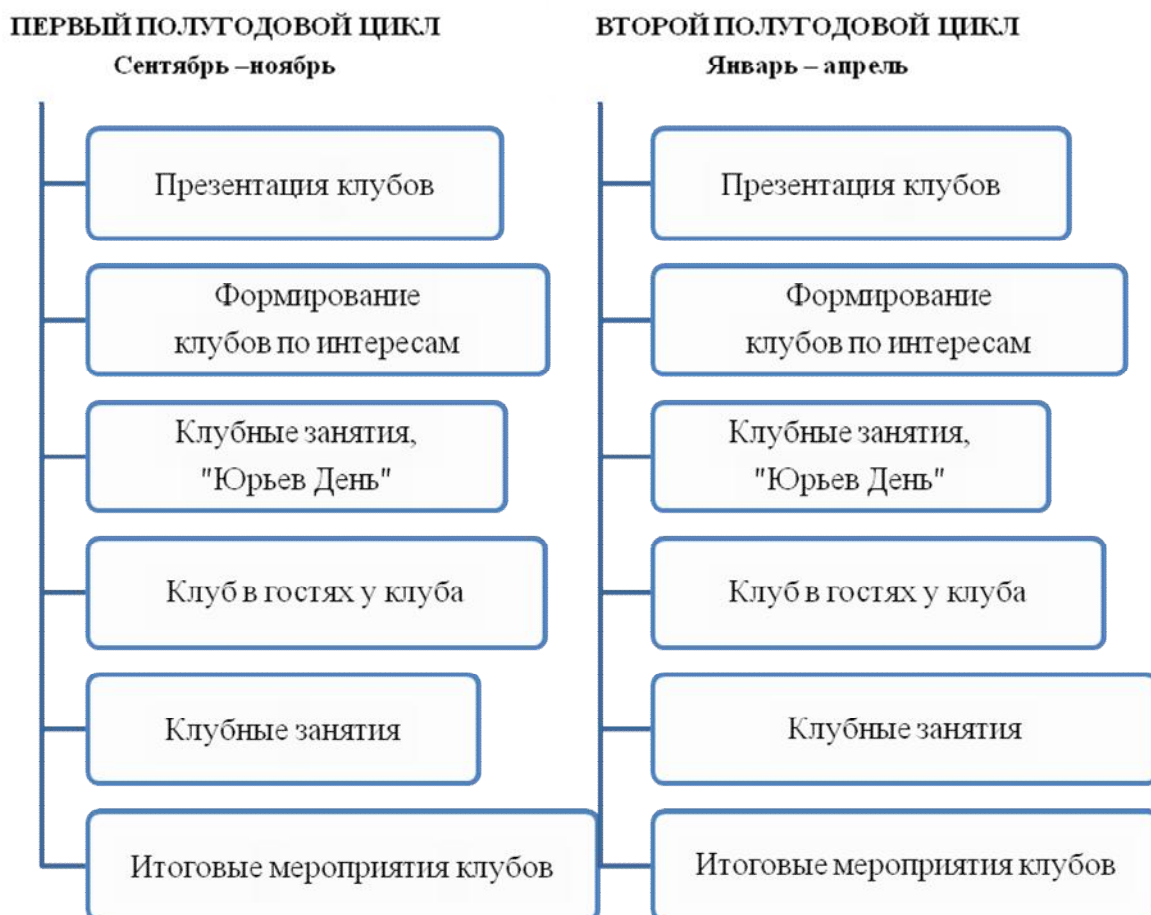 ПЕРВЫЙ ПОЛУГОДОВОЙ ЦИКЛ
Сентябрь –ноябрь
Презентация клубов
Формирование
клубов по интересам
Клубные занятия,
"Юрьев День"
Клуб в гостях у клуба
Клубные занятия
Итоговые мероприятия клубов
ВТОРОЙ ПОЛУГОДОВОЙ ЦИКЛ
Январь – апрель
Презентация клубов
Формирование
клубов по интересам
Клубные занятия,
"Юрьев День"
Клуб в гостях у клуба
Клубные занятия
Итоговые мероприятия клубов